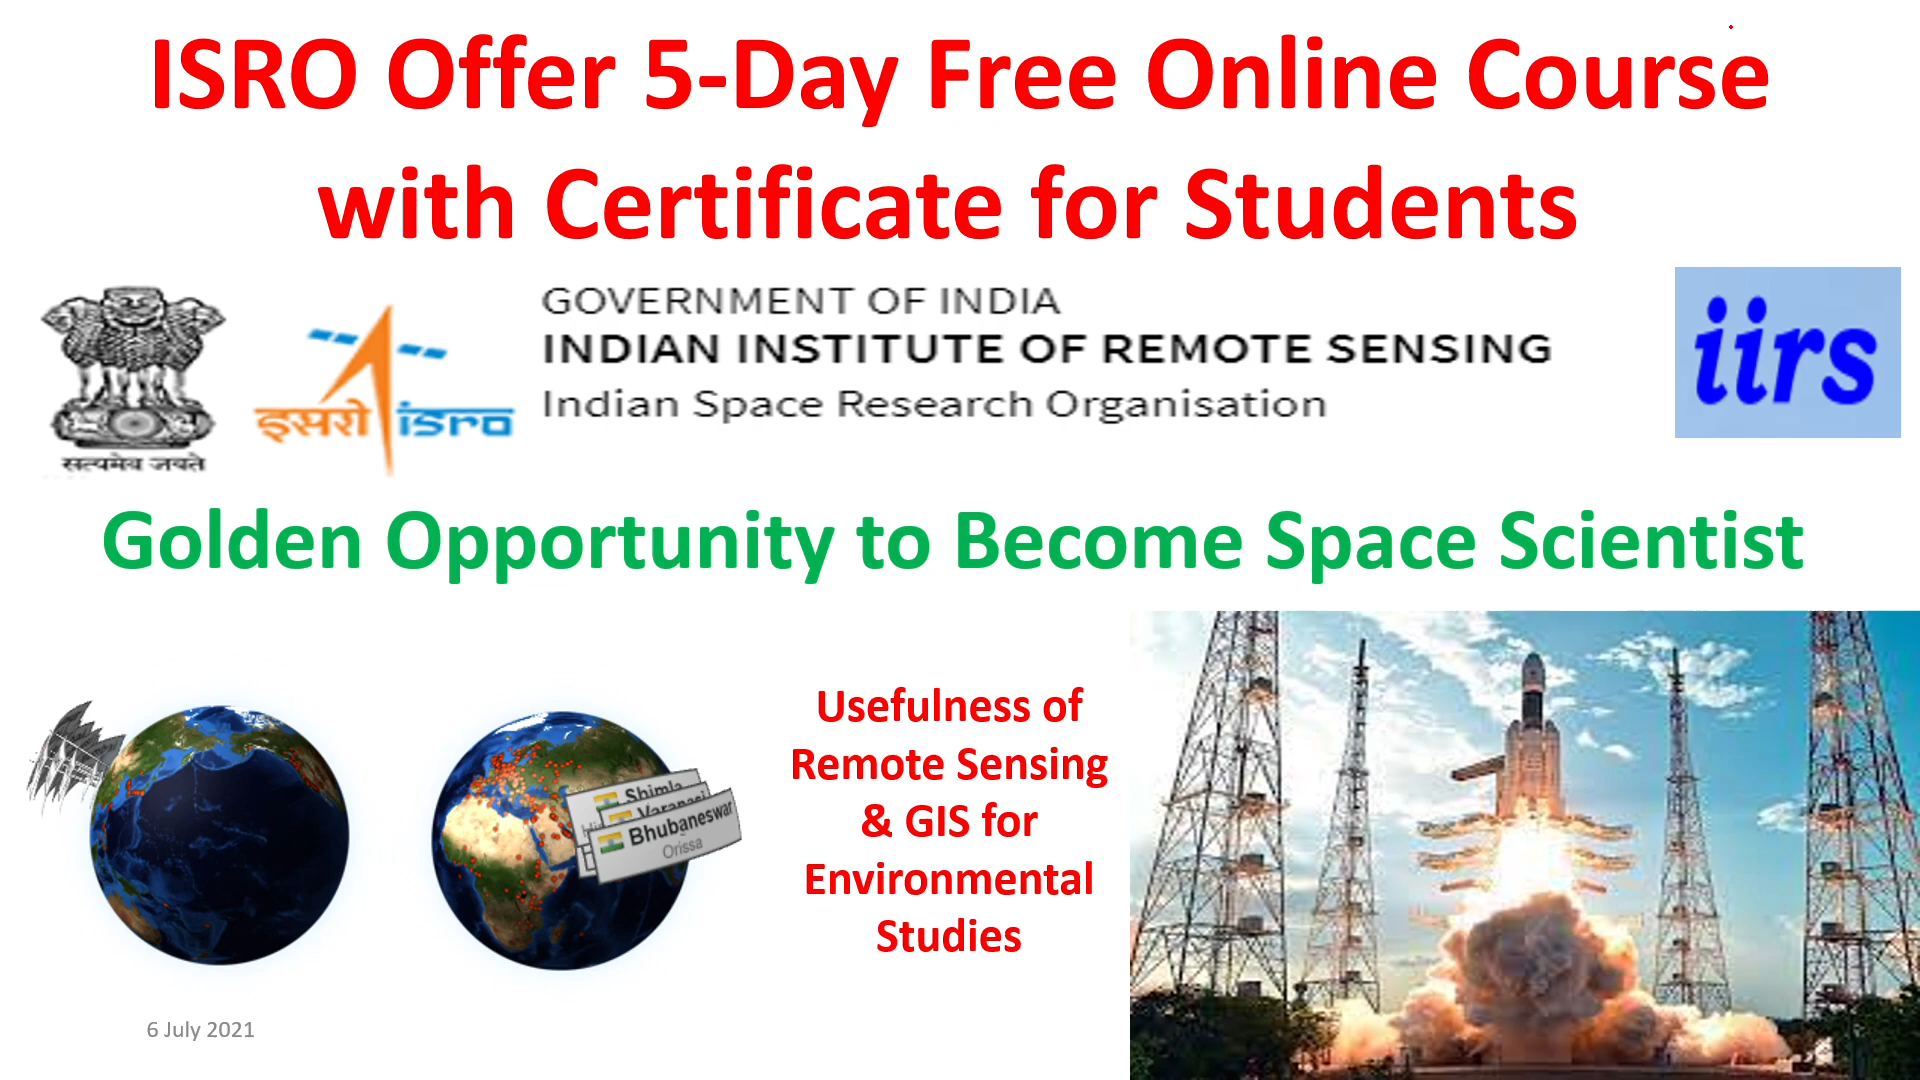 ISRO Offer 5-Day Free Online Course
with Certificate for Students
सत्यमेव जयते
इसरो isro
GOVERNMENT OF INDIA
INDIAN INSTITUTE OF REMOTE SENSING
Indian Space Research Organisation
iirs
Golden Opportunity to Become Space Scientist
Shimla
Varanasi
Bhubaneswar
Orissa
Usefulness of
Remote Sensing
& GIS for
Environmental
Studies
6 July 2021